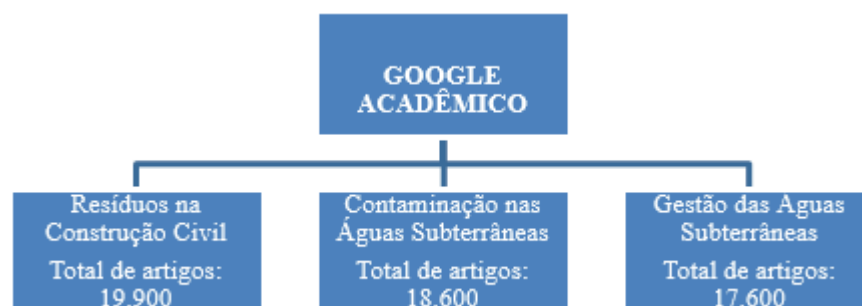 GOOGLE
ACADÊMICO
Resíduos na
Construção Civil
Total de artigos:
19.900
Contaminação nas
Águas Subterrâneas
Total de artigos:
18.600
Gestão das Águas
Subterrâneas
Total de artigos:
17.600